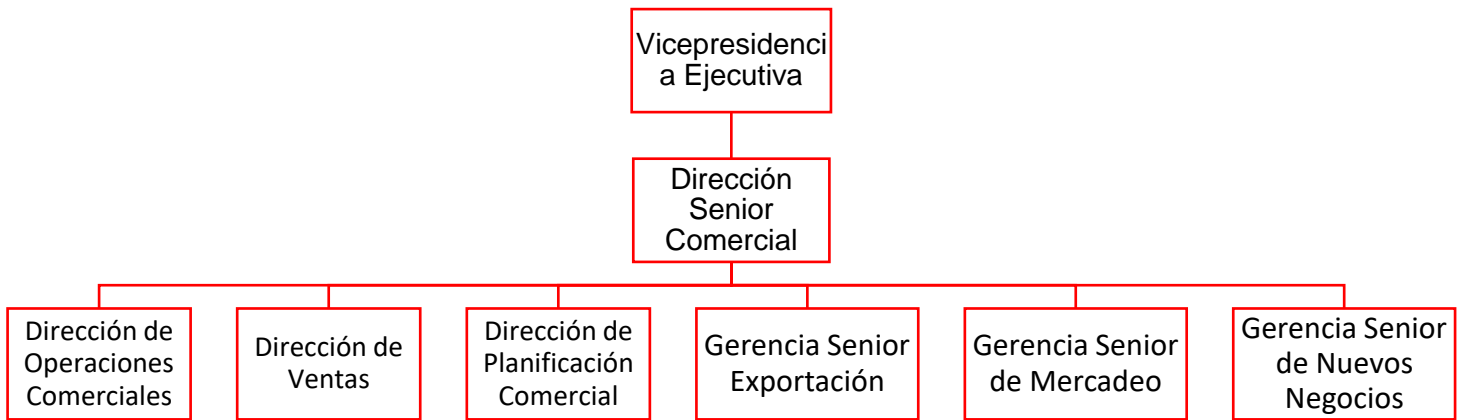 Vicepresidenci
a Ejecutiva
Dirección
Senior
Comercial
Dirección de
Operaciones
Comerciales
Dirección de
Ventas
Dirección de
Planificación
Comercial
Gerencia Senior
Exportación
Gerencia Senior
de Mercadeo
Gerencia Senior
de Nuevos
Negocios